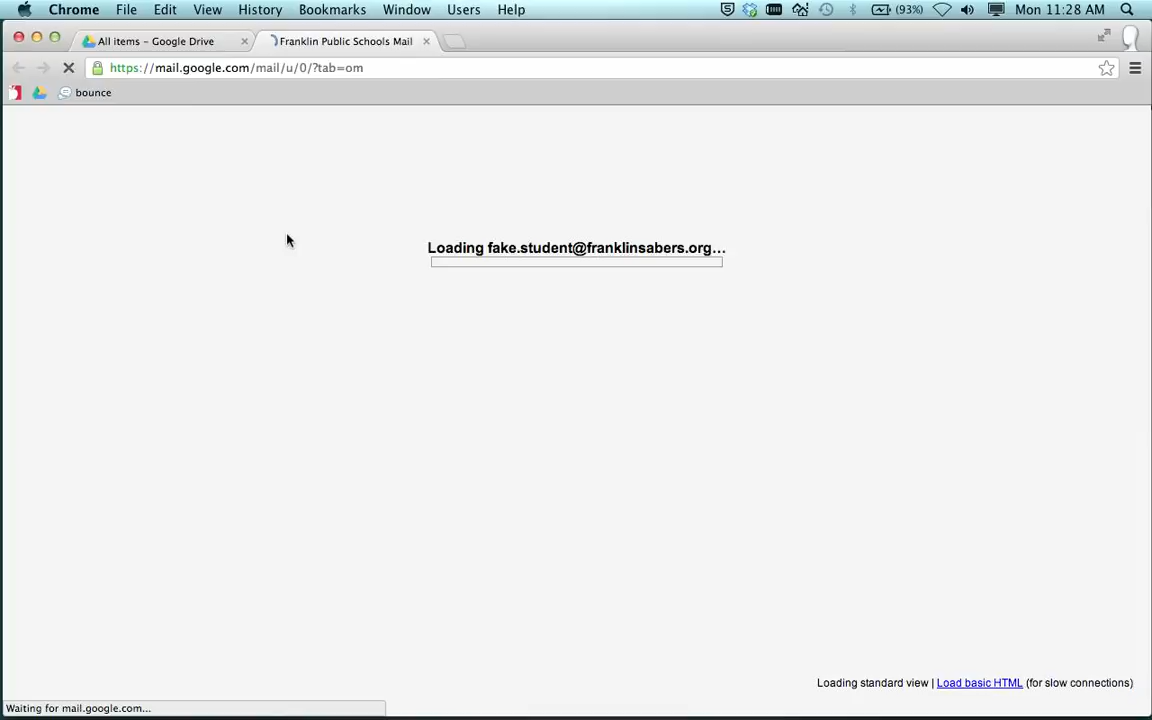 Chrome File Edit View History Bookmarks Window Users Help (93%) Mon 11:28 AM
All items – Google Drive Franklin Public Schools Mail
https://mail.google.com/mail/u/0/?tab=om
bounce
Loading fake.student@franklinsabers.org...
Loading standard view | Load basic HTML (for slow connections)
Waiting for mail.google.com...